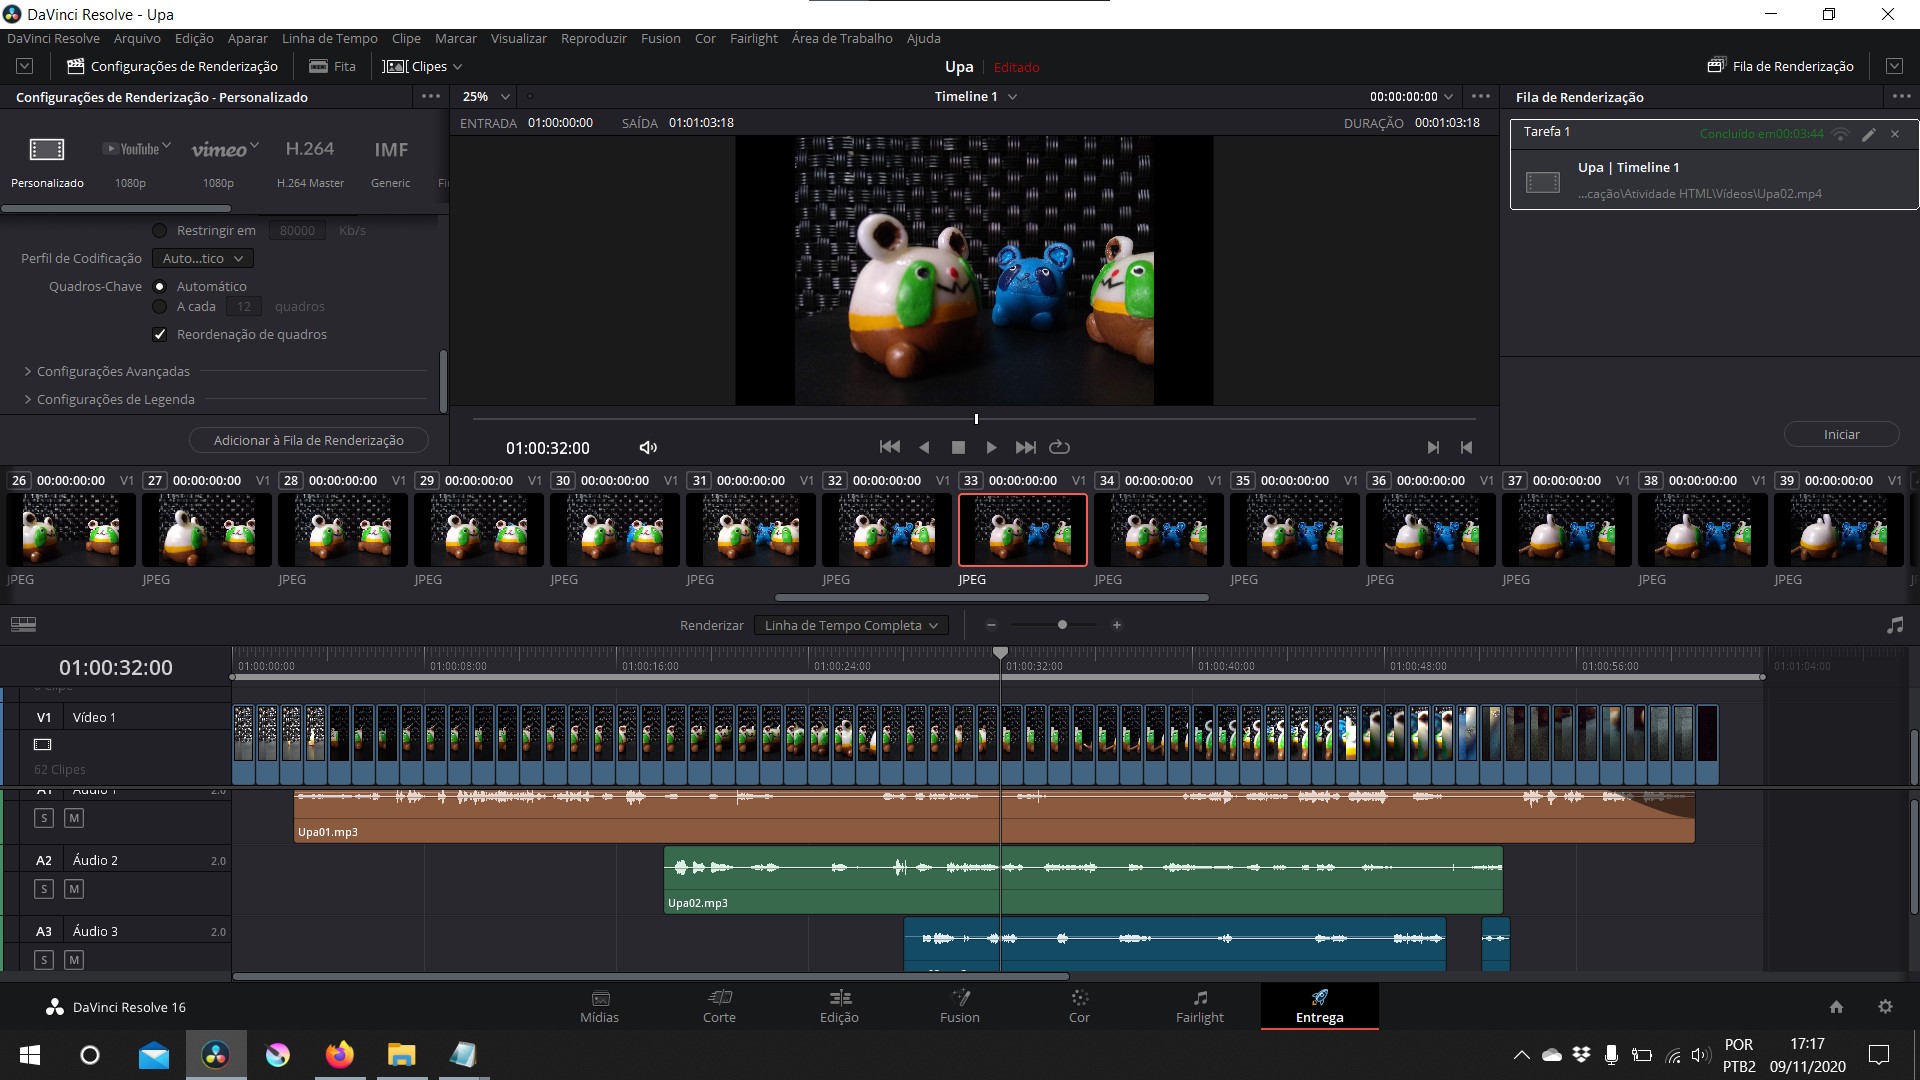 DaVinci Resolve - Upa
DaVinci Resolve Arquivo Edição Aparar Linha de Tempo Clipe Marcar Visualizar Reproduzir Fusion Cor Fairlight Área de Trabalho Ajuda
Configurações de Renderização Fita Clipes Upa Editado Fila de Renderização
Configurações de Renderização - Personalizado 25% Timeline 1 00:00:00:00 Fila de Renderização
ENTRADA 01:00:00:00 SAÍDA 01:01:03:18 DURAÇÃO 00:01:03:18
Tarefa 1 Concluído em00:03:44
Upa | Timeline 1
...cação\Atividade HTML\Vídeos\Upa02.mp4
YouTube vimeo H.264 IMF
Personalizado 1080p 1080p H.264 Master Generic
Restringir em 80000 Kb/s
Perfil de Codificação Auto...tico
Quadros-Chave Automático
A cada 12 quadros
Reordenação de quadros
Configurações Avançadas
Configurações de Legenda
Adicionar à Fila de Renderização
01:00:32:00
Iniciar
26 00:00:00:00 V1 27 00:00:00:00 V1 28 00:00:00:00 V1 29 00:00:00:00 V1 30 00:00:00:00 V1 31 00:00:00:00 V1 32 00:00:00:00 V1 33 00:00:00:00 V1 34 00:00:00:00 V1 35 00:00:00:00 V1 36 00:00:00:00 V1 37 00:00:00:00 V1 38 00:00:00:00 V1 39 00:00:00:00 V1
JPEG JPEG JPEG JPEG JPEG JPEG JPEG JPEG JPEG JPEG JPEG JPEG JPEG JPEG
Renderizar Linha de Tempo Completa
01:00:32:00 01:00:00:00 01:00:08:00 01:00:16:00 01:00:24:00 01:00:32:00 01:00:40:00 01:00:48:00 01:00:56:00 01:01:04:00
V1 Vídeo 1
62 Clipes
A1 Áudio 1 2.0
S M
Upa01.mp3
A2 Áudio 2 2.0
S M
Upa02.mp3
A3 Áudio 3 2.0
S M
DaVinci Resolve 16
Mídias Corte Edição Fusion Cor Fairlight Entrega
POR 17:17
PTB2 09/11/2020